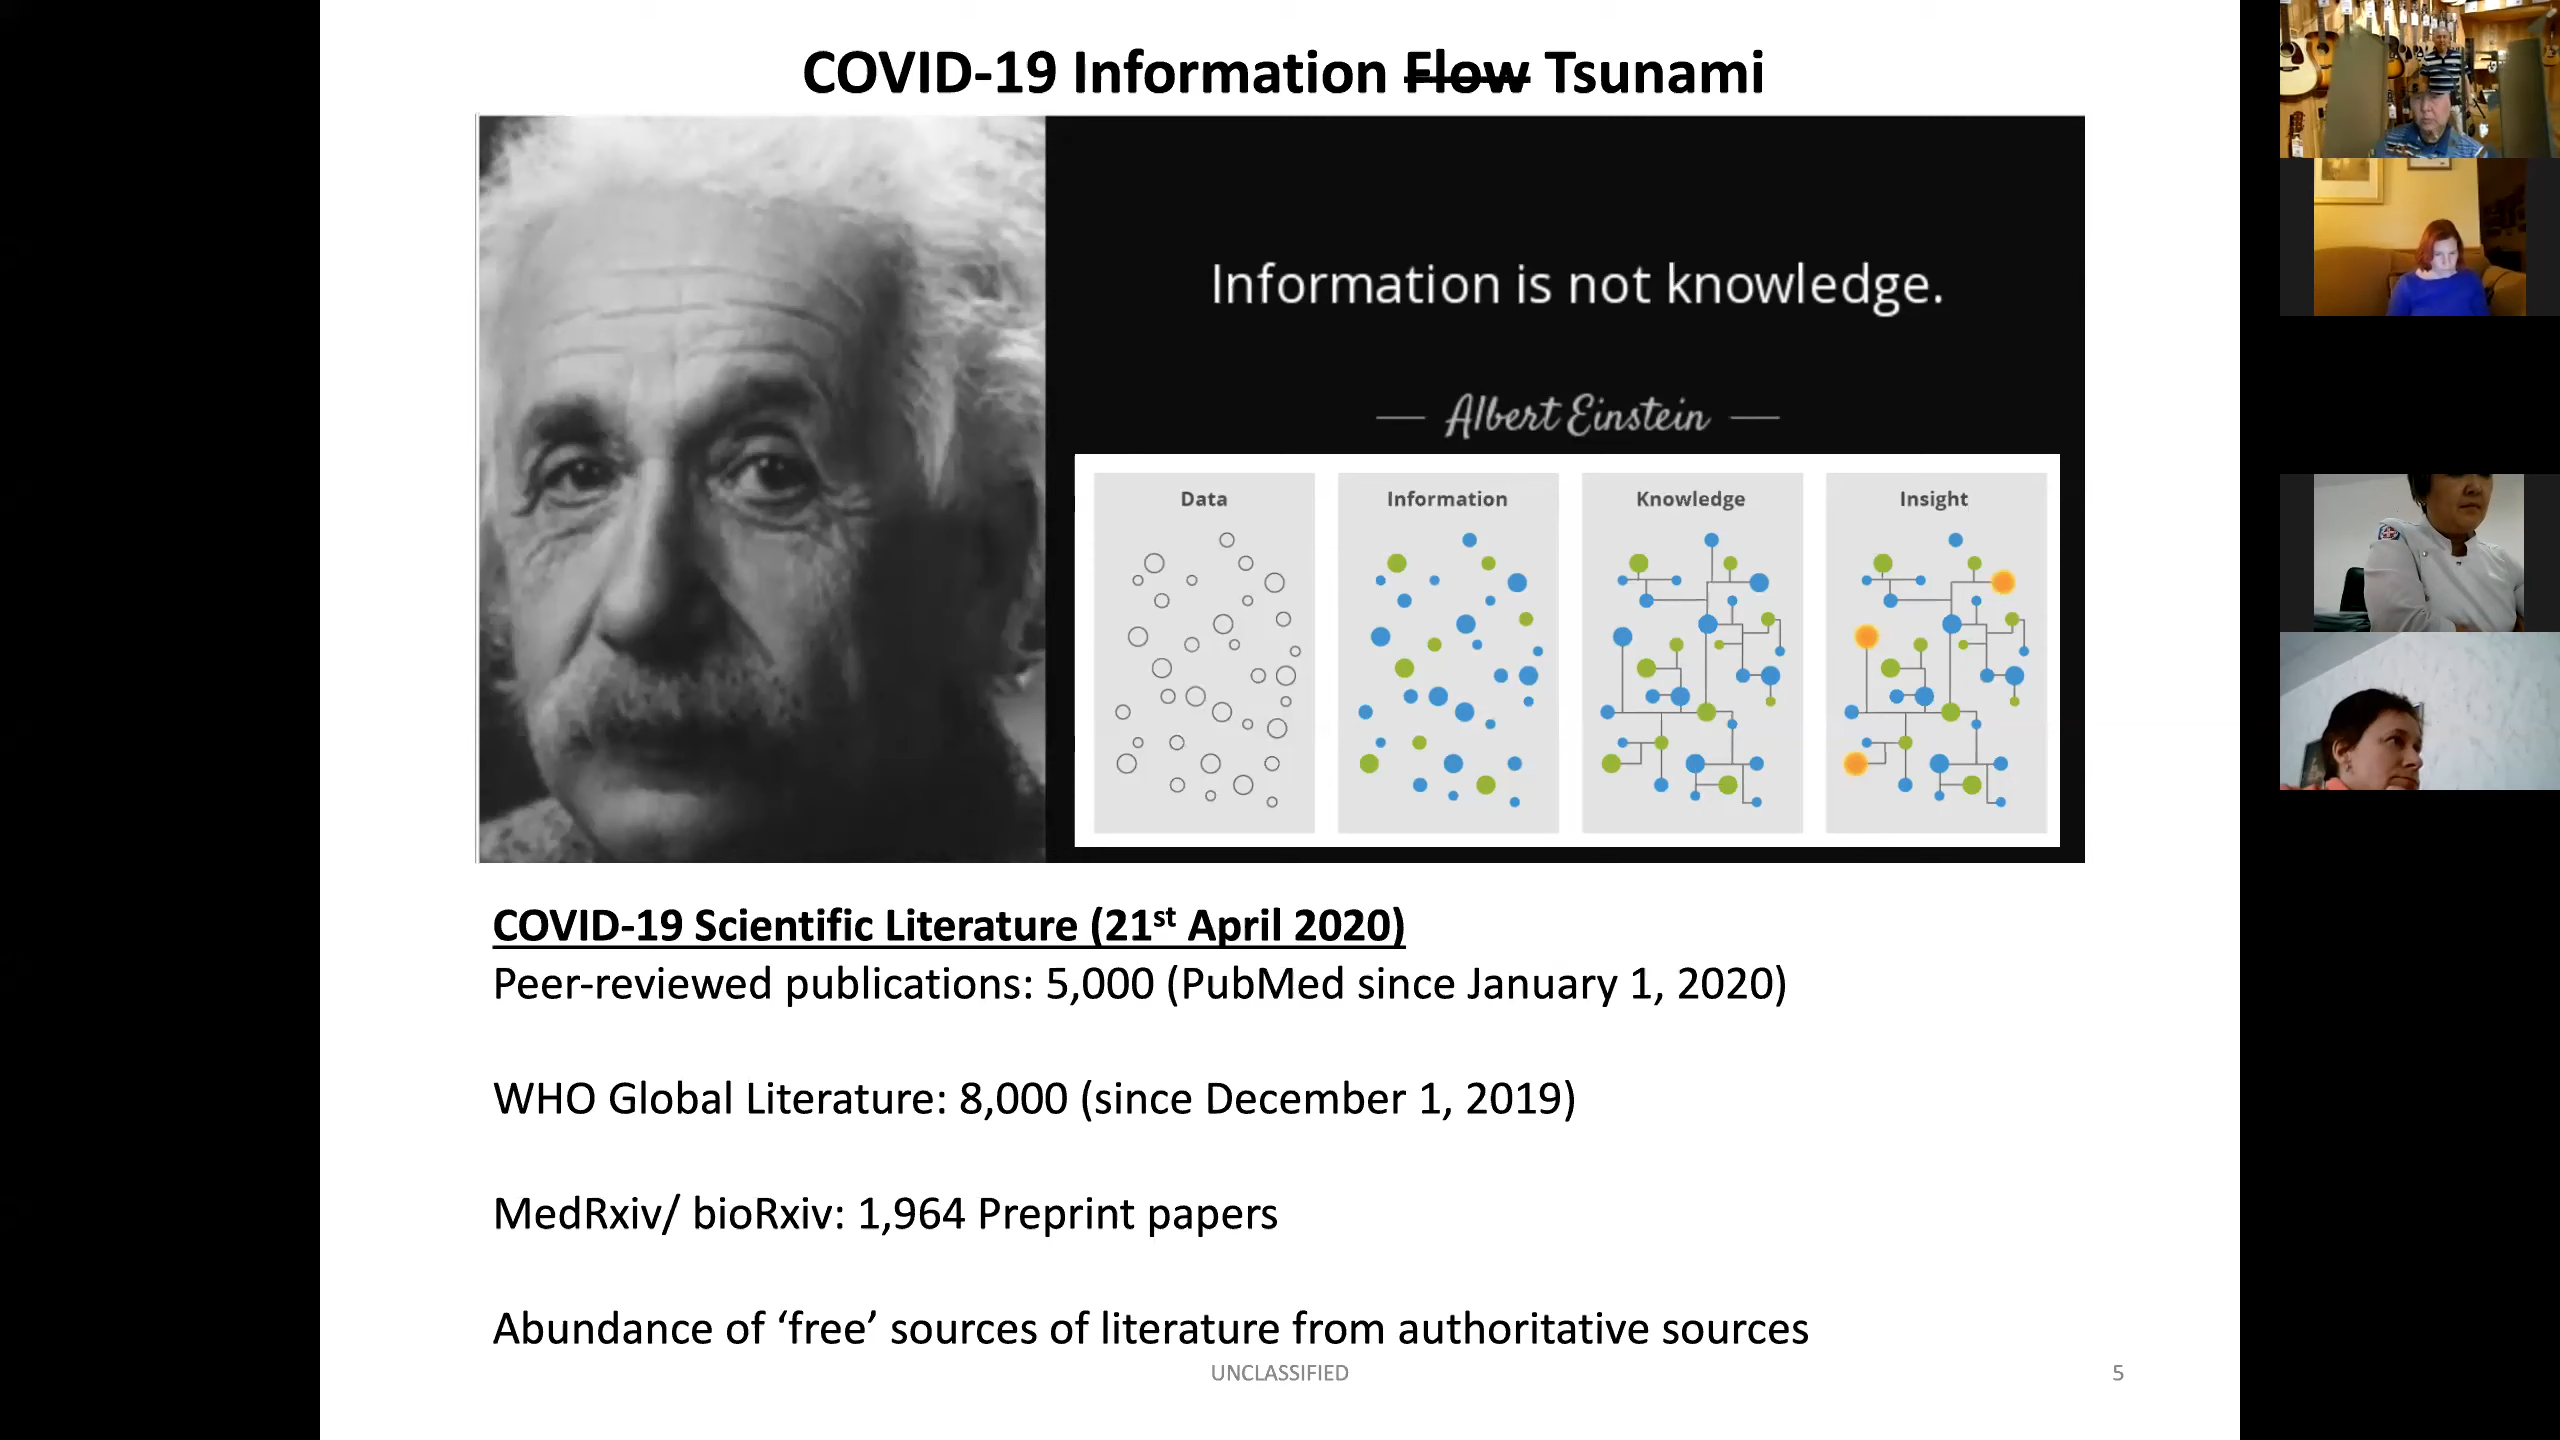 COVID-19 Information Flow Tsunami
Information is not knowledge.
Albert Einstein
Data
Information
Knowledge
Insight
COVID-19 Scientific Literature (21st April 2020)
Peer-reviewed publications: 5,000 (PubMed since January 1, 2020)
WHO Global Literature: 8,000 (since December 1, 2019)
MedRxiv/ bioRxiv: 1,964 Preprint papers
Abundance of ‘free’ sources of literature from authoritative sources
UNCLASSIFIED
5